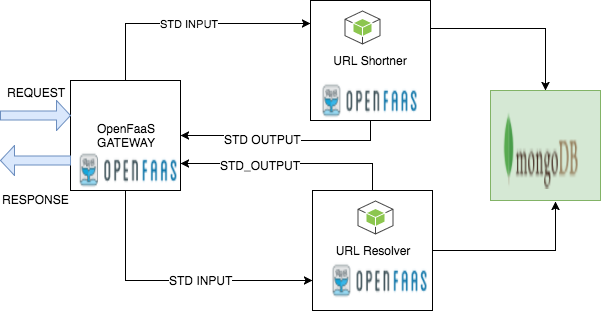 STD INPUT
URL Shortner
OPENFAAS
REQUEST
OpenFaaS
GATEWAY
OPENFAAS
STD OUTPUT
STD_OUTPUT
mongoDB
RESPONSE
URL Resolver
STD INPUT
OPENFAAS